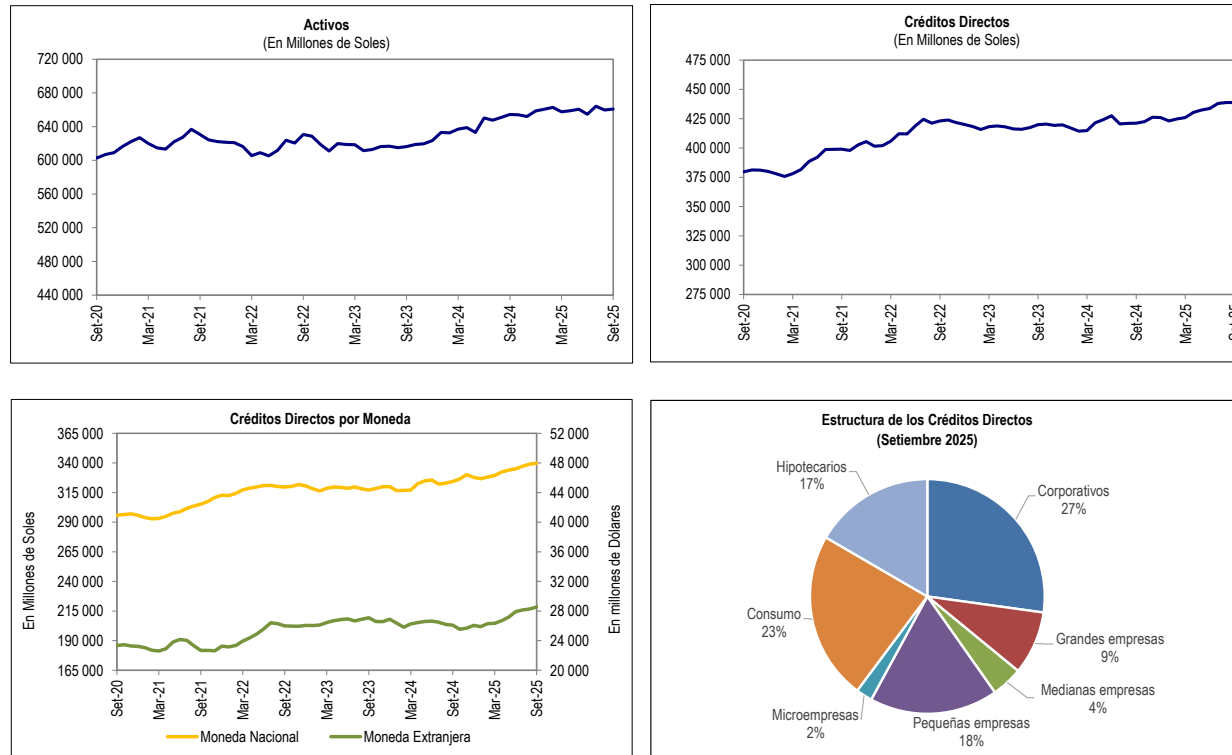 Activos
(En Millones de Soles)
720 000
680 000
640 000
600 000
560 000
520 000
480 000
440 000
Set-20
Mar-21
Set-21
Mar-22
Set-22
Mar-23
Set-23
Mar-24
Set-24
Mar-25
Set-25
Créditos Directos
(En Millones de Soles)
475 000
450 000
425 000
400 000
375 000
350 000
325 000
300 000
275 000
Set-20
Mar-21
Set-21
Mar-22
Set-22
Mar-23
Set-23
Mar-24
Set-24
Mar-25
Créditos Directos por Moneda
En Millones de Soles
365 000
340 000
315 000
290 000
265 000
240 000
215 000
190 000
165 000
52 000
48 000
44 000
40 000
36 000
32 000
28 000
24 000
20 000
En millones de Dólares
Set-20
Mar-21
Set-21
Mar-22
Set-22
Mar-23
Set-23
Mar-24
Set-24
Mar-25
Set-25
Moneda Nacional
Moneda Extranjera
Estructura de los Créditos Directos
(Setiembre 2025)
Hipotecarios
17%
Corporativos
27%
Consumo
23%
Grandes empresas
9%
Medianas empresas
4%
Microempresas
2%
Pequeñas empresas
18%